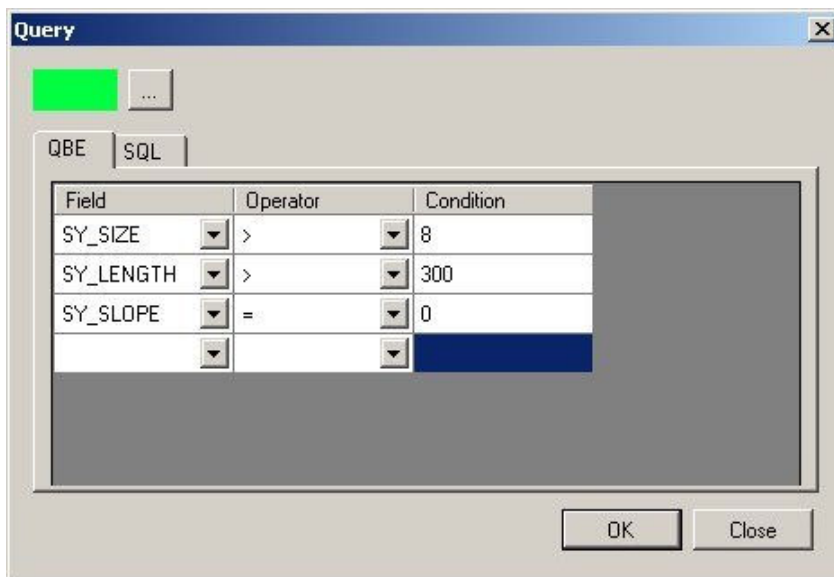 Query
...
QBE SQL
Field Operator Condition
SY_SIZE > 8
SY_LENGTH > 300
SY_SLOPE = 0
OK Close